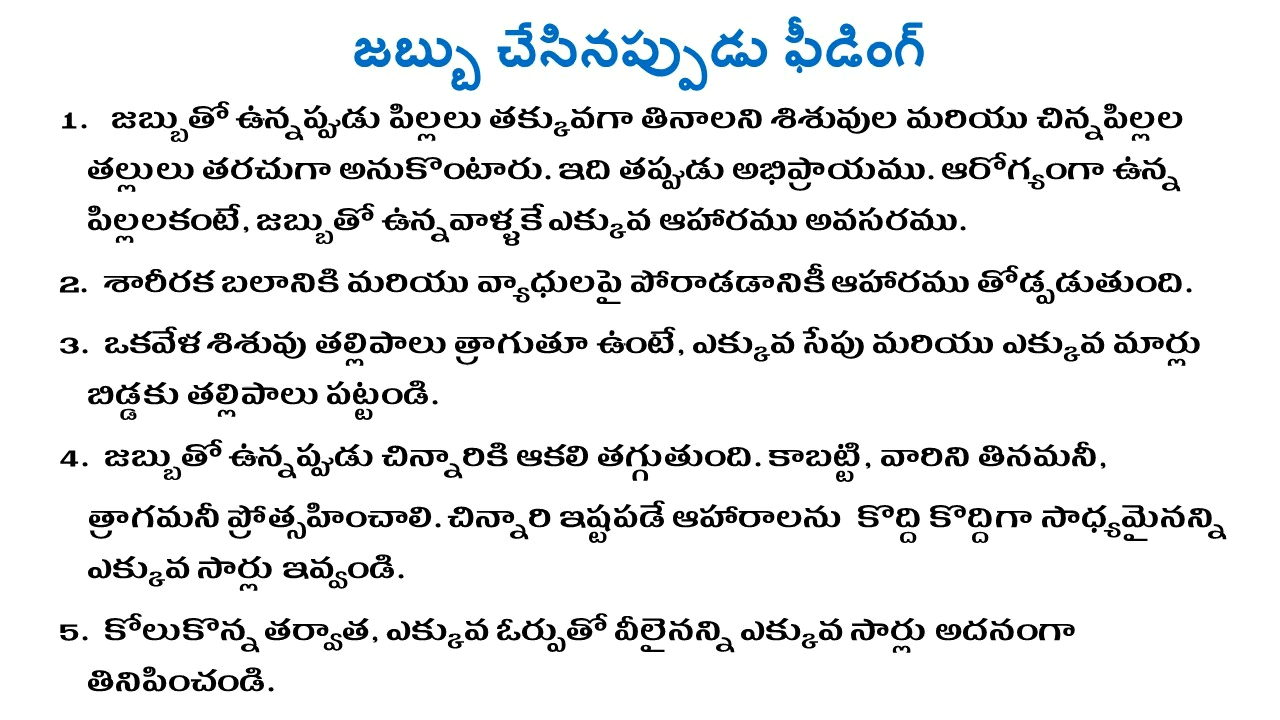 జబ్బు చేసినప్పుడు ఫీడింగ్
1. జబ్బుతో ఉన్నప్పుడు పిల్లలు తక్కువగా తినాలని శిశువుల మరియు చిన్నపిల్లల
తల్లులు తరచుగా అనుకొంటారు. ఇది తప్పుడు అభిప్రాయము. ఆరోగ్యంగా ఉన్న
పిల్లలకంటే, జబ్బుతో ఉన్నవాళ్ళకే ఎక్కువ ఆహారము అవసరము.
2. శారీరక బలానికి మరియు వ్యాధులపై పోరాడడానికీ ఆహారము తోడ్పడుతుంది.
3. ఒకవేళ శిశువు తల్లిపాలు త్రాగుతూ ఉంటే, ఎక్కువ సేపు మరియు ఎక్కువ మార్లు
బిడ్డకు తల్లిపాలు పట్టండి.
4. జబ్బుతో ఉన్నప్పుడు చిన్నారికి ఆకలి తగ్గుతుంది. కాబట్టి, వారిని తినమనీ,
త్రాగమనీ ప్రోత్సహించాలి. చిన్నారి ఇష్టపడే ఆహారాలను కొద్ది కొద్దిగా సాధ్యమైనన్ని
ఎక్కువ సార్లు ఇవ్వండి.
5. కోలుకొన్న తర్వాత, ఎక్కువ ఓర్పుతో వీలైనన్ని ఎక్కువ సార్లు అదనంగా
తినిపించండి.